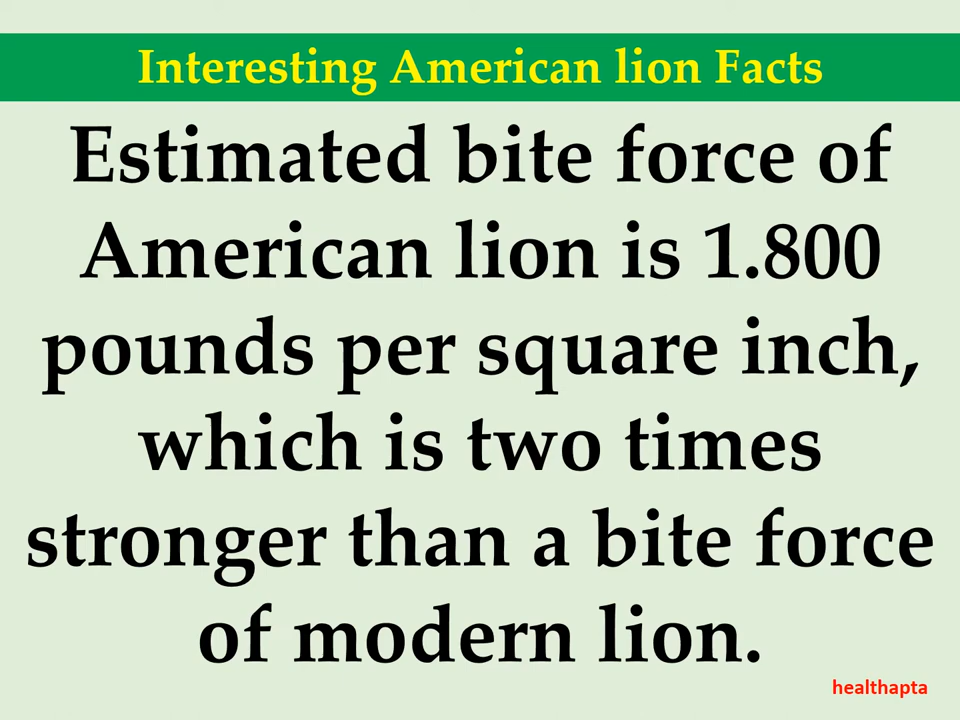 Interesting American lion Facts
Estimated bite force of
American lion is 1.800
pounds per square inch,
which is two times
stronger than a bite force
of modern lion.
healthapta